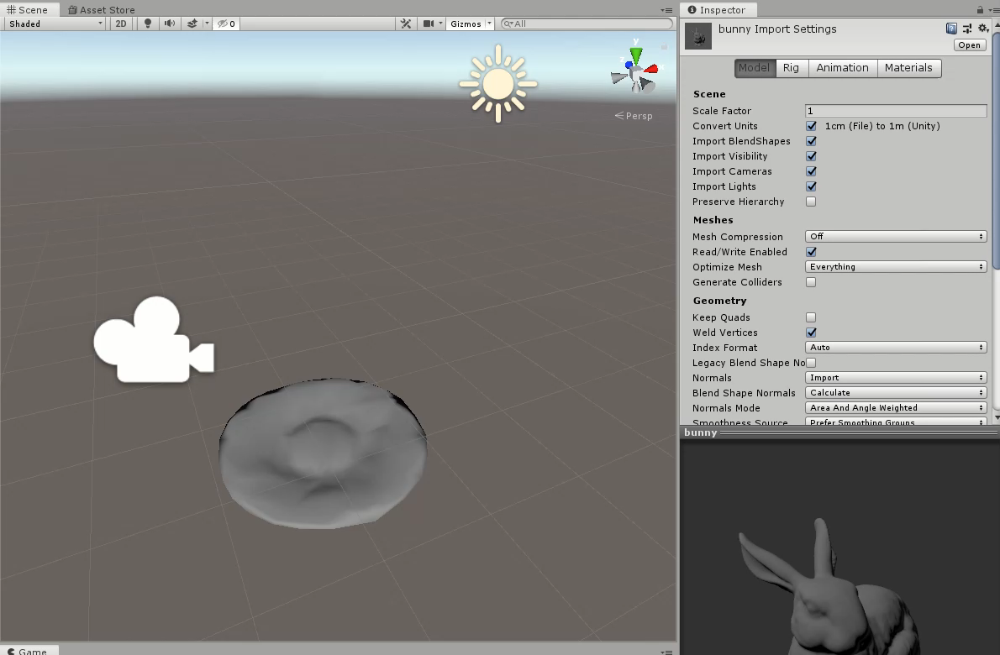 Scene
Asset Store
Shaded
2D
0
Gizmos
All
y
x
z
Persp
Game
Inspector
bunny Import Settings
Open
Model
Rig
Animation
Materials
Scene
Scale Factor 1
Convert Units 1cm (File) to 1m (Unity)
Import BlendShapes
Import Visibility
Import Cameras
Import Lights
Preserve Hierarchy
Meshes
Mesh Compression Off
Read/Write Enabled
Optimize Mesh Everything
Generate Colliders
Geometry
Keep Quads
Weld Vertices
Index Format Auto
Legacy Blend Shape No
Normals Import
Blend Shape Normals Calculate
Normals Mode Area And Angle Weighted
Smoothness Source Prefer Smoothing Groups
bunny